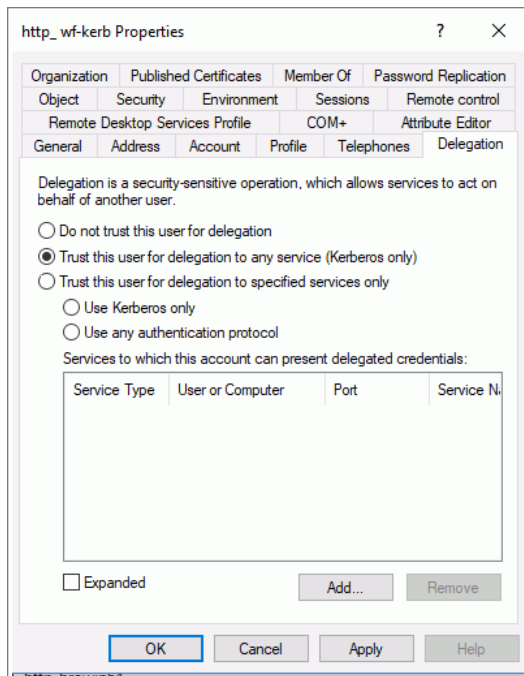 http_ wf-kerb Properties ? ×
Organization Published Certificates Member Of Password Replication
Object Security Environment Sessions Remote control
Remote Desktop Services Profile COM+ Attribute Editor
General Address Account Profile Telephones Delegation
Delegation is a security-sensitive operation, which allows services to act on
behalf of another user.
Do not trust this user for delegation
Trust this user for delegation to any service (Kerberos only)
Trust this user for delegation to specified services only
Use Kerberos only
Use any authentication protocol
Services to which this account can present delegated credentials:
Service Type User or Computer Port Service Na
Expanded Add... Remove
OK Cancel Apply Help